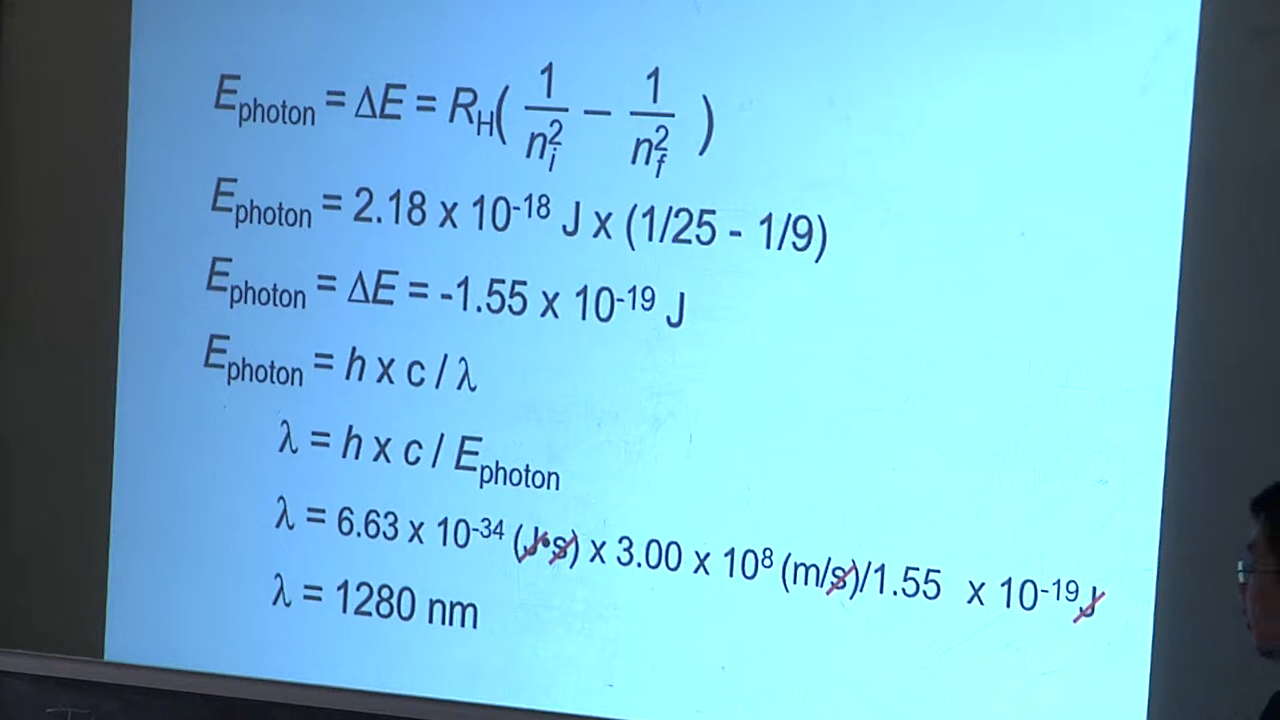 E_photon = ΔE = R_H( 1/n_i^2 − 1/n_f^2 )
E_photon = 2.18 x 10^-18 J x (1/25 - 1/9)
E_photon = ΔE = -1.55 x 10^-19 J
E_photon = h x c / λ
λ = h x c / E_photon
λ = 6.63 x 10^-34 (J•s) x 3.00 x 10^8 (m/s)/1.55 x 10^-19 J
λ = 1280 nm